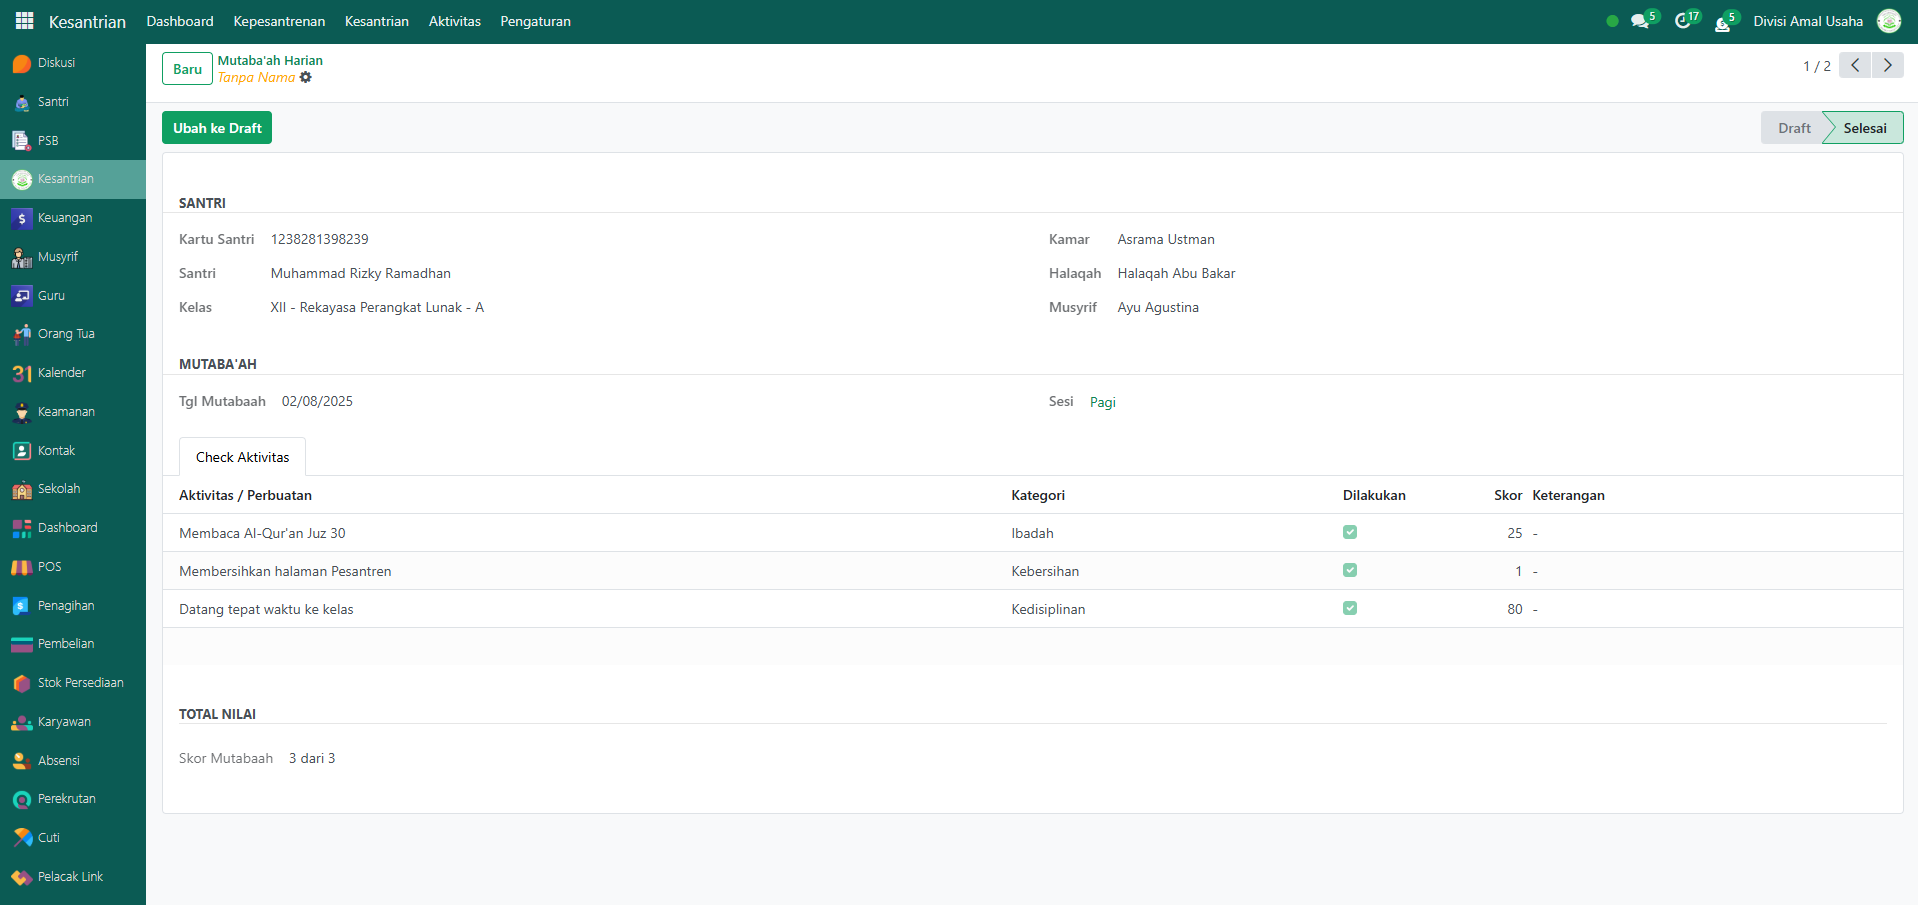 Kesantrian Dashboard Kepesantrenan Kesantrian Aktivitas Pengaturan 5 17 5 Divisi Amal Usaha
Diskusi
Santri
PSB
Kesantrian
Keuangan
Musyrif
Guru
Orang Tua
31 Kalender
Keamanan
Kontak
Sekolah
Dashboard
POS
Penagihan
Pembelian
Stok Persediaan
Karyawan
Absensi
Perekrutan
Cuti
Pelacak Link
Baru
Mutaba'ah Harian
Tanpa Nama
1 / 2
Ubah ke Draft
Draft Selesai
SANTRI
Kartu Santri 1238281398239 Kamar Asrama Ustman
Santri Muhammad Rizky Ramadhan Halaqah Halaqah Abu Bakar
Kelas XII - Rekayasa Perangkat Lunak - A Musyrif Ayu Agustina
MUTABA'AH
Tgl Mutabaah 02/08/2025 Sesi Pagi
Check Aktivitas
Aktivitas / Perbuatan Kategori Dilakukan Skor Keterangan
Membaca Al-Qur'an Juz 30 Ibadah 25 -
Membersihkan halaman Pesantren Kebersihan 1 -
Datang tepat waktu ke kelas Kedisiplinan 80 -
TOTAL NILAI
Skor Mutabaah 3 dari 3